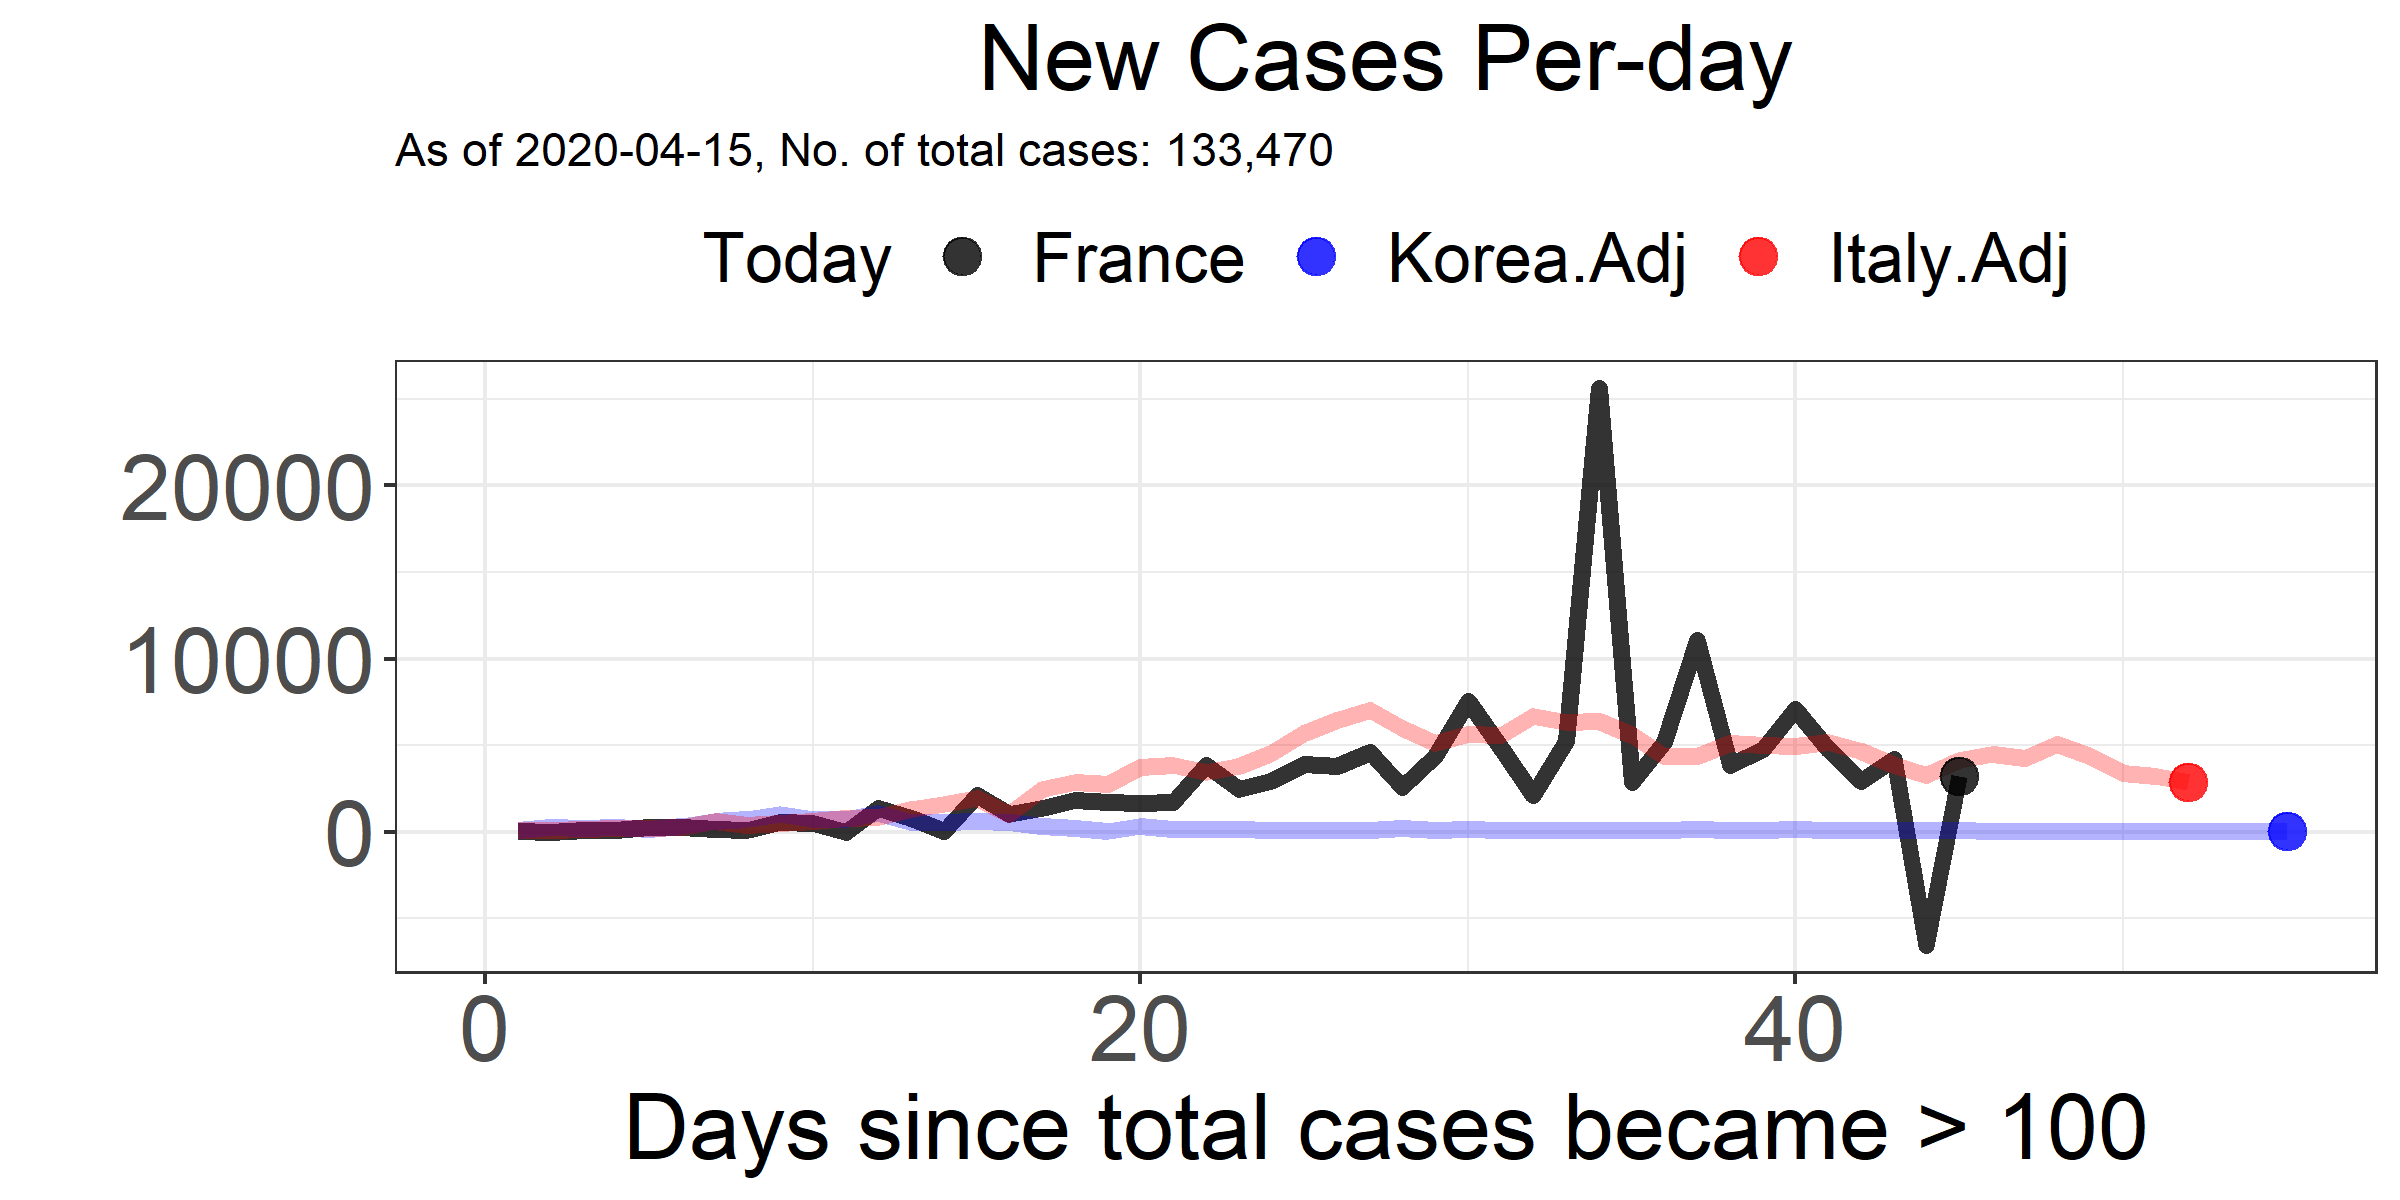 New Cases Per-day
As of 2020-04-15, No. of total cases: 133,470
Today France Korea.Adj Italy.Adj
20000
10000
0
0 20 40
Days since total cases became > 100